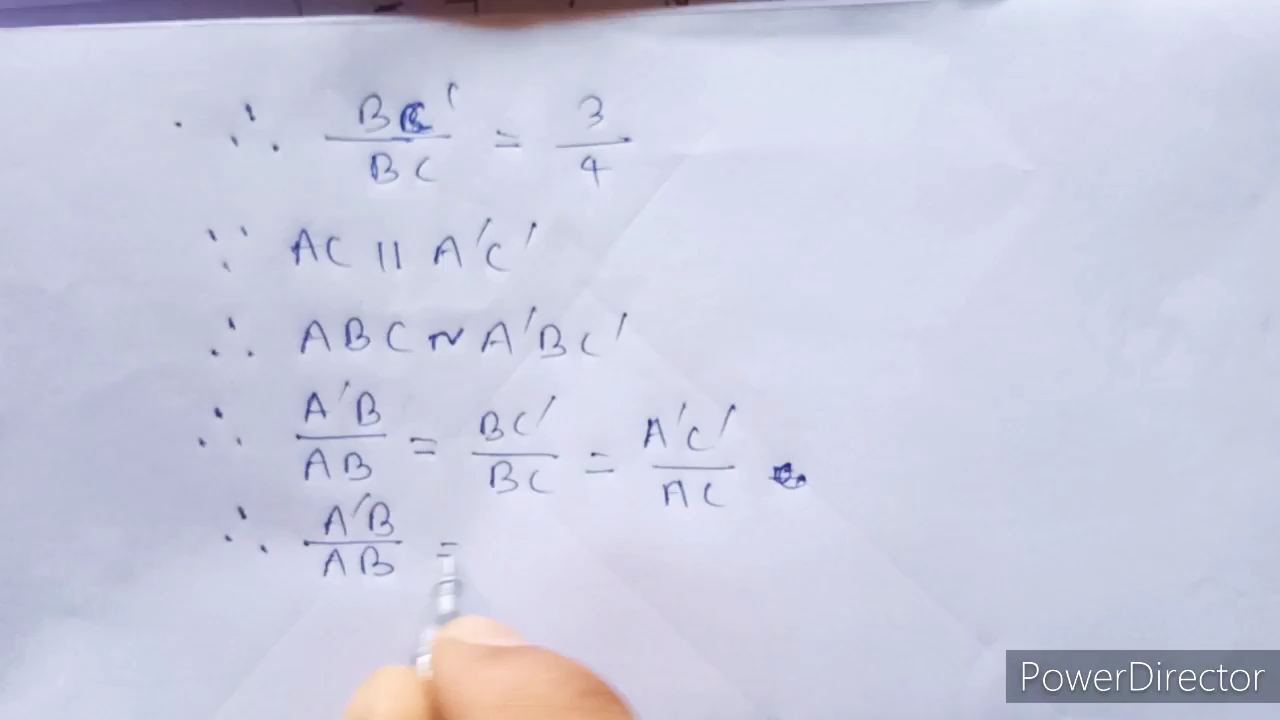 ∴ BC'/BC = 3/4
∵ AC || A'C'
∴ ABC ~ A'BC'
∴ A'B/AB = BC'/BC = A'C'/AC
∴ A'B/AB =
PowerDirector